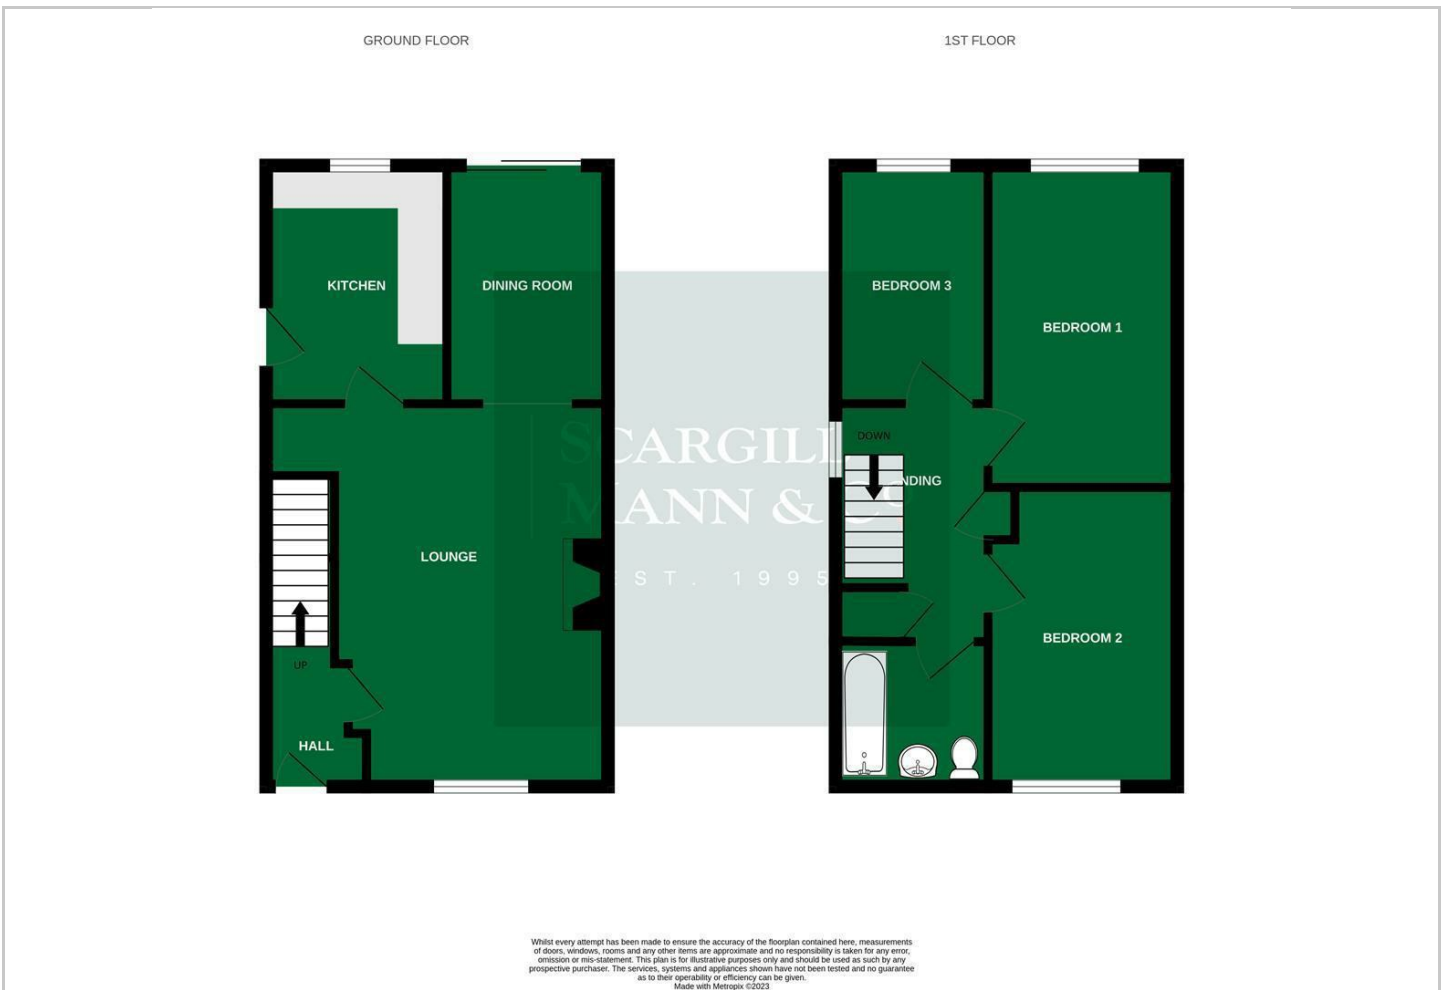 GROUND FLOOR
1ST FLOOR
KITCHEN
DINING ROOM
BEDROOM 3
BEDROOM 1
DOWN
NDING
SCARGILL
MANN & CO
EST. 1995
LOUNGE
BEDROOM 2
UP
HALL
Whilst every attempt has been made to ensure the accuracy of the floorplan contained here, measurements
of doors, windows, rooms and any other items are approximate and no responsibility is taken for any error,
omission or mis-statement. This plan is for illustrative purposes only and should be used as such by any
prospective purchaser. The services, systems and appliances shown have not been tested and no guarantee
as to their operability or efficiency can be given.
Made with Metropix ©2023